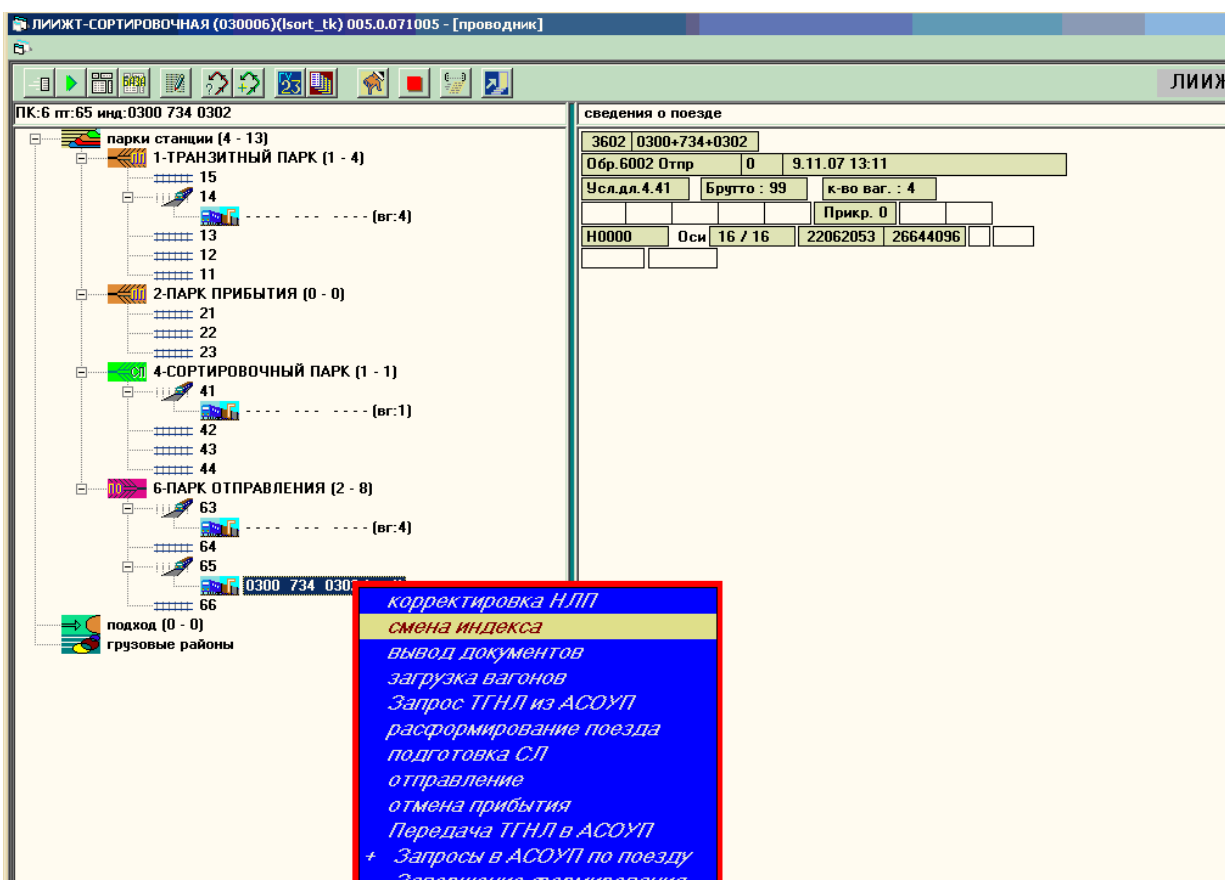 ЛИИЖТ-СОРТИРОВОЧНАЯ (030006)(lsort_tk) 005.0.071005 - [проводник]
БАЗА 23
ЛИИЖ
ПК:6 пт:65 инд:0300 734 0302
сведения о поезде
парки станции (4 - 13)
1-ТРАНЗИТНЫЙ ПАРК (1 - 4)
15
14
- - - - - - - - - - - (вг:4)
13
12
11
2-ПАРК ПРИБЫТИЯ (0 - 0)
21
22
23
4-СОРТИРОВОЧНЫЙ ПАРК (1 - 1)
41
- - - - - - - - - - - (вг:1)
42
43
44
6-ПАРК ОТПРАВЛЕНИЯ (2 - 8)
63
- - - - - - - - - - - (вг:4)
64
65
0300 734 030
66
подход (0 - 0)
грузовые районы
3602 0300+734+0302
Обр.6002 Отпр 0 9.11.07 13:11
Усл.дл.4.41 Брутто : 99 к-во ваг. : 4
Прикр. 0
Н0000 Оси 16 / 16 22062053 26644096
корректировка НЛП
смена индекса
вывод документов
загрузка вагонов
Запрос ТГНЛ из АСОУП
расформирование поезда
подготовка СЛ
отправление
отмена прибытия
Передача ТГНЛ в АСОУП
+ Запросы в АСОУП по поезду
Завершение формирования